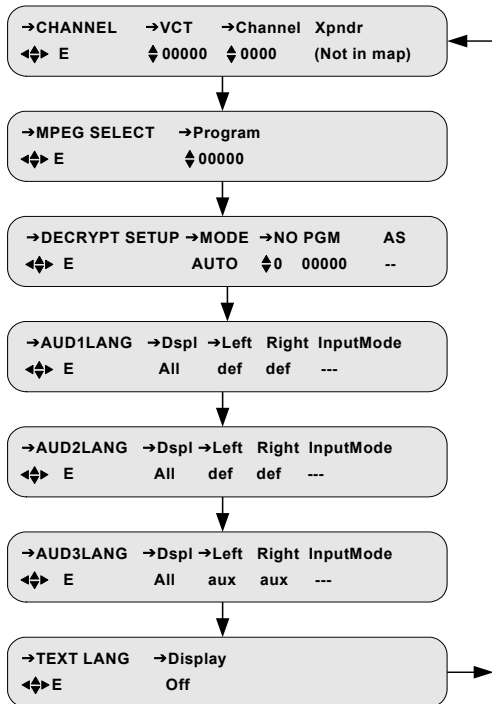 ➔CHANNEL ➔VCT ➔Channel Xpndr
E 00000 0000 (Not in map)
➔MPEG SELECT ➔Program
E 00000
➔DECRYPT SETUP ➔MODE ➔NO PGM AS
E AUTO 0 00000 --
➔AUD1LANG ➔Dspl ➔Left Right InputMode
E All def def ---
➔AUD2LANG ➔Dspl ➔Left Right InputMode
E All def def ---
➔AUD3LANG ➔Dspl ➔Left Right InputMode
E All aux aux ---
➔TEXT LANG ➔Display
E Off